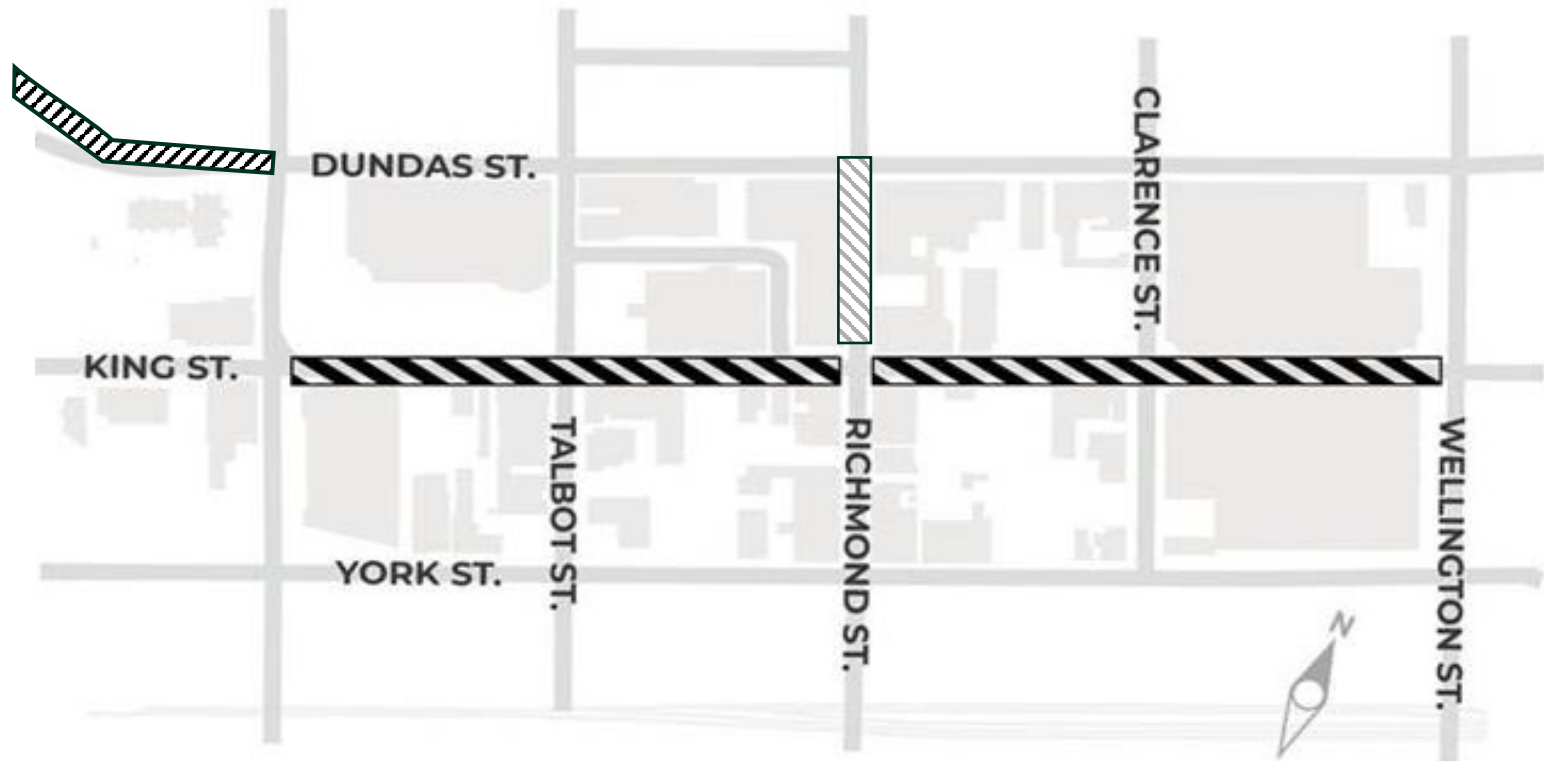 CLARENCE ST.
DUNDAS ST.
KING ST.
TALBOT ST.
RICHMOND ST.
WELLINGTON ST.
YORK ST.
N